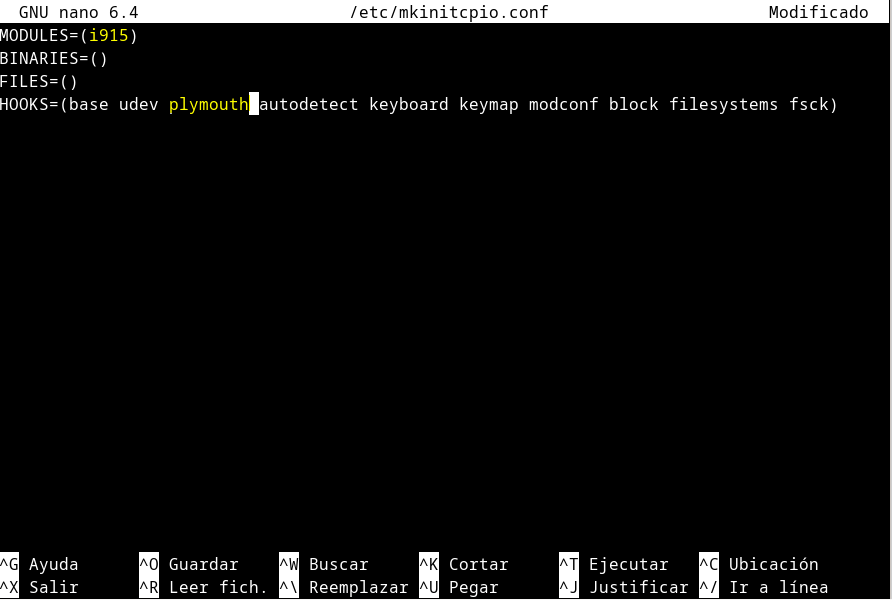 GNU nano 6.4 /etc/mkinitcpio.conf Modificado
MODULES=(i915)
BINARIES=()
FILES=()
HOOKS=(base udev plymouth autodetect keyboard keymap modconf block filesystems fsck)
^G Ayuda ^O Guardar ^W Buscar ^K Cortar ^T Ejecutar ^C Ubicación
^X Salir ^R Leer fich. ^\ Reemplazar ^U Pegar ^J Justificar ^/ Ir a línea